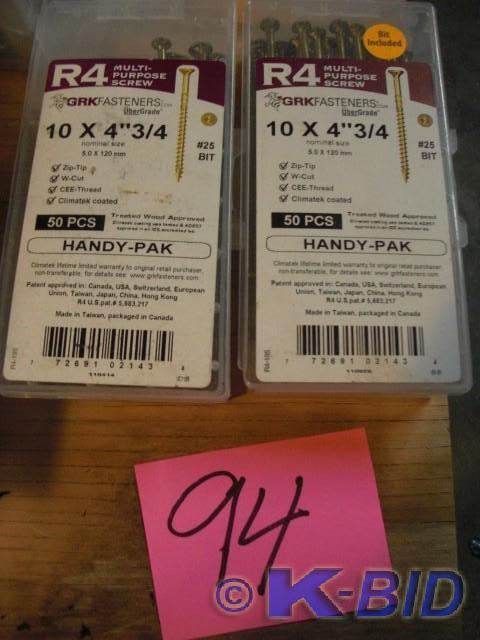 R4 MULTI-PURPOSE SCREW
GRKFASTENERS.COM
ÜberGrade
10 X 4"3/4
nominal size
5.0 X 120 mm
#25 BIT
Zip-Tip
W-Cut
CEE-Thread
Climatek coated
50 PCS
Treated Wood Approved
HANDY-PAK
Climatek lifetime limited warranty to original retail purchaser,
non-transferable, for details see: www.grkfasteners.com
Patent approved in: Canada, USA, Switzerland, European
Union, Taiwan, Japan, China, Hong Kong
R4 U.S.pat.# 5,683,217
Made in Taiwan, packaged in Canada
R4-195
7 72691 02143 4
110414
Bit Included
R4 MULTI-PURPOSE SCREW
GRKFASTENERS.COM
ÜberGrade
10 X 4"3/4
nominal size
5.0 X 120 mm
#25 BIT
Zip-Tip
W-Cut
CEE-Thread
Climatek coated
50 PCS
Treated Wood Approved
HANDY-PAK
Climatek lifetime limited warranty to original retail purchaser,
non-transferable, for details see: www.grkfasteners.com
Patent approved in: Canada, USA, Switzerland, European
Union, Taiwan, Japan, China, Hong Kong
R4 U.S.pat.# 5,683,217
Made in Taiwan, packaged in Canada
R4-195
7 72691 02143 4
94
© K-BID